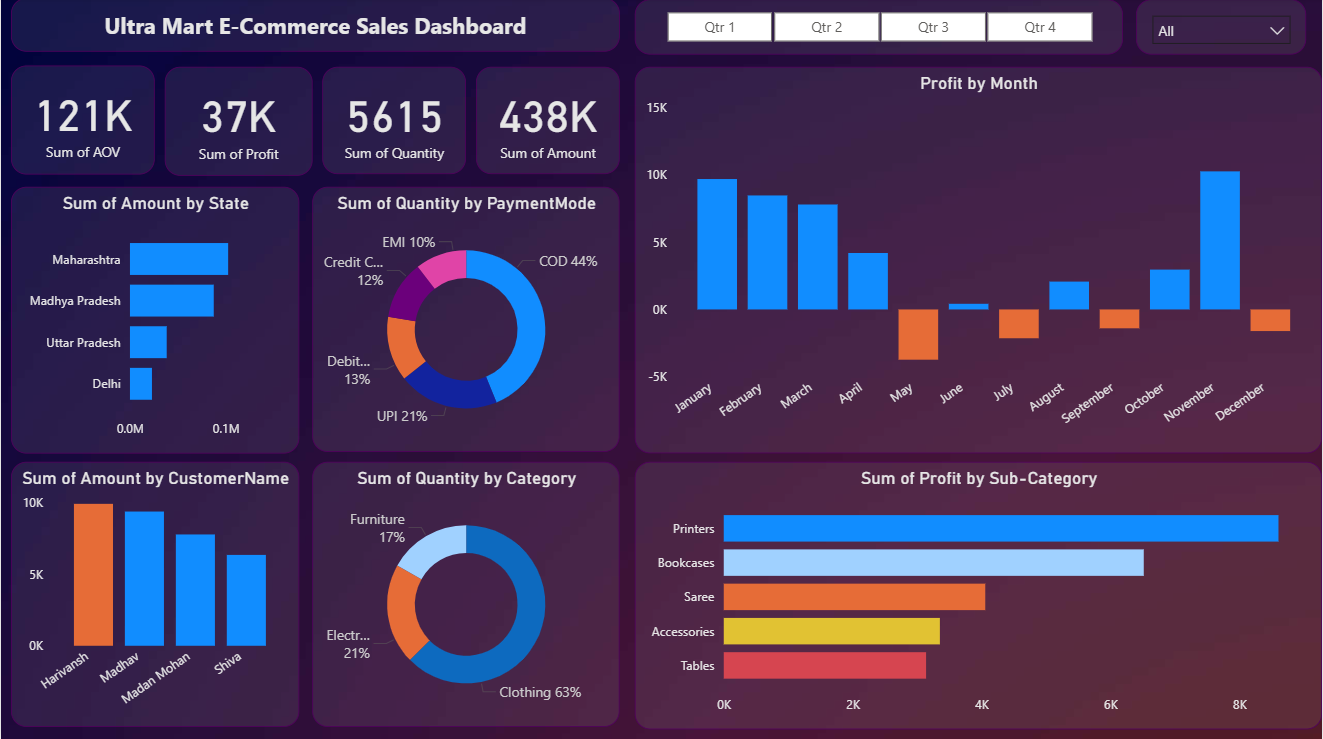 Ultra Mart E-Commerce Sales Dashboard
Qtr 1
Qtr 2
Qtr 3
Qtr 4
All
121K
Sum of AOV
37K
Sum of Profit
5615
Sum of Quantity
438K
Sum of Amount
Profit by Month
15K
10K
5K
0K
-5K
January
February
March
April
May
June
July
August
September
October
November
December
Sum of Amount by State
Maharashtra
Madhya Pradesh
Uttar Pradesh
Delhi
0.0M
0.1M
Sum of Quantity by PaymentMode
EMI 10%
COD 44%
Credit C...
12%
Debit...
13%
UPI 21%
Sum of Amount by CustomerName
10K
5K
0K
Harivansh
Madhav
Madan Mohan
Shiva
Sum of Quantity by Category
Furniture
17%
Electr...
21%
Clothing 63%
Sum of Profit by Sub-Category
Printers
Bookcases
Saree
Accessories
Tables
0K
2K
4K
6K
8K